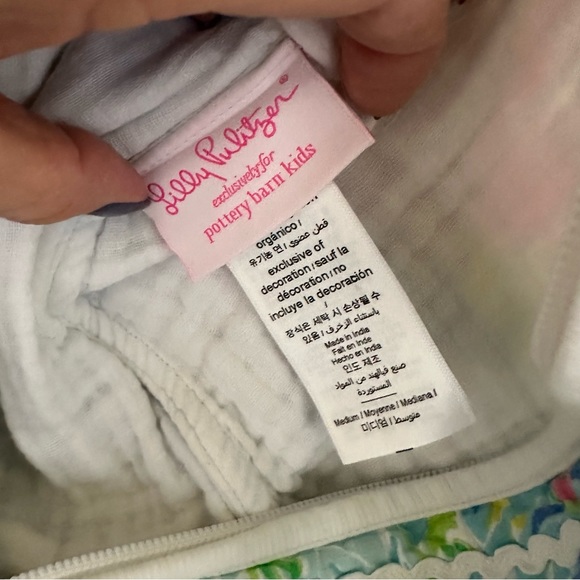 Lilly Pulitzer®
exclusively for
pottery barn kids
orgánico /
유기농 면 / قطن عضوي /
exclusive of
decoration / sauf la
décoration / no
incluye la decoración
/
장식은 세탁 시 손상될 수
있음 / باستثناء الزخرف /
Made in India
Fait en Inde
Hecho en India
인도 제조
صنع في الهند من المواد
المستوردة
Medium / Moyenne / Mediana /
미디엄 / متوسط /